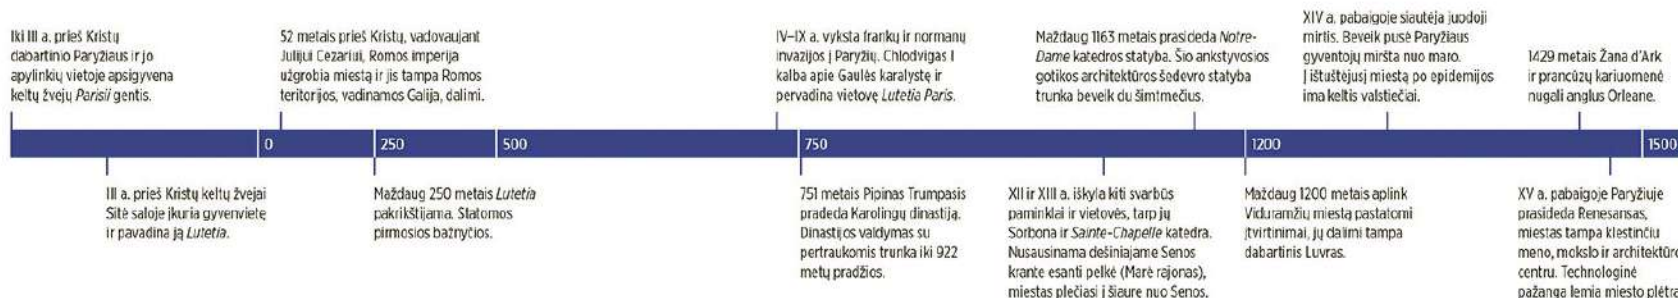 Iki III a. prieš Kristų
dabartinio Paryžiaus ir jo
apylinkių vietoje apsigyvena
keltų žvejų Parisii gentis.
52 metais prieš Kristų, vadovaujant
Julijui Cezariui, Romos imperija
užgrobia miestą ir jis tampa Romos
teritorijos, vadinamos Galija, dalimi.
IV–IX a. vyksta frankų ir normanų
invazijos į Paryžių. Chlodvigas I
kalba apie Gaulės karalystę ir
pervadina vietovę Lutetia Paris.
Maždaug 1163 metais prasideda Notre-
Dame katedros statyba. Šio ankstyvosios
gotikos architektūros šedevro statyba
trunka beveik du šimtmečius.
XIV a. pabaigoje siautėja juodoji
mirtis. Beveik pusė Paryžiaus
gyventojų miršta nuo maro.
Į ištuštėjusį miestą po epidemijos
ima keltis valstiečiai.
1429 metais Žana d'Ark
ir prancūzų kariuomenė
nugali anglus Orleane.
0
250
500
750
1200
1500
III a. prieš Kristų keltų žvejai
Sitė saloje įkuria gyvenvietę
ir pavadina ją Lutetia.
Maždaug 250 metais Lutetia
pakrikštijama. Statomos
pirmosios bažnyčios.
751 metais Pipinas Trumpasis
pradeda Karolingų dinastiją.
Dinastijos valdymas su
pertraukomis trunka iki 922
metų pradžios.
XII ir XIII a. iškyla kiti svarbūs
paminklai ir vietovės, tarp jų
Sorbona ir Sainte-Chapelle katedra.
Nusausinama dešiniajame Senos
krante esanti pelkė (Marė rajonas),
miestas plečiasi į šiaurę nuo Senos.
Maždaug 1200 metais aplink
Viduramžių miestą pastatomi
įtvirtinimai, jų dalimi tampa
dabartinis Luvras.
XV a. pabaigoje Paryžiuje
prasideda Renesansas,
miestas tampa klestinčiu
meno, mokslo ir architektūro
centru. Technologinė
pažanga lemia miesto plėtrą